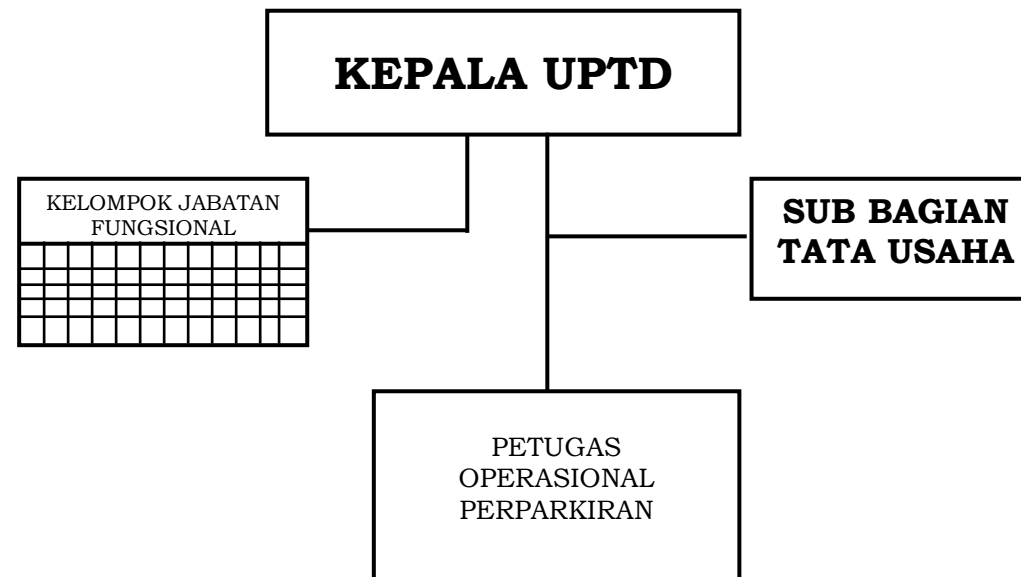 KEPALA UPTD
KELOMPOK JABATAN
FUNGSIONAL
SUB BAGIAN
TATA USAHA
PETUGAS
OPERASIONAL
PERPARKIRAN